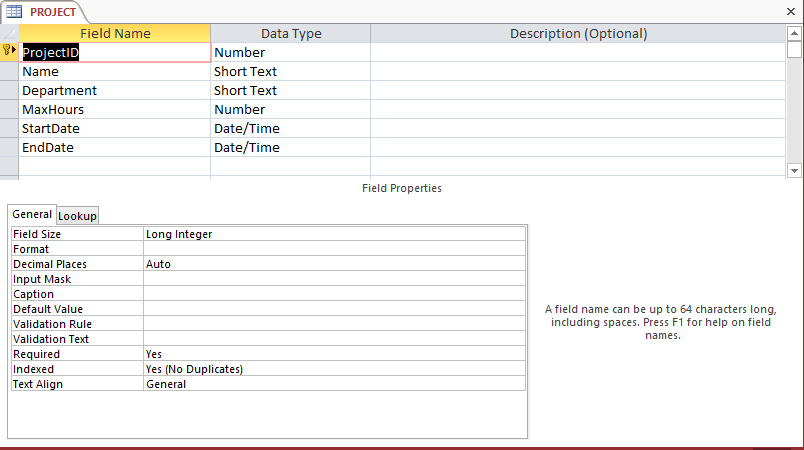 PROJECT
Field Name Data Type Description (Optional)
ProjectID Number
Name Short Text
Department Short Text
MaxHours Number
StartDate Date/Time
EndDate Date/Time
Field Properties
General Lookup
Field Size Long Integer
Format
Decimal Places Auto
Input Mask
Caption
Default Value
Validation Rule
Validation Text
Required Yes
Indexed Yes (No Duplicates)
Text Align General
A field name can be up to 64 characters long,
including spaces. Press F1 for help on field
names.